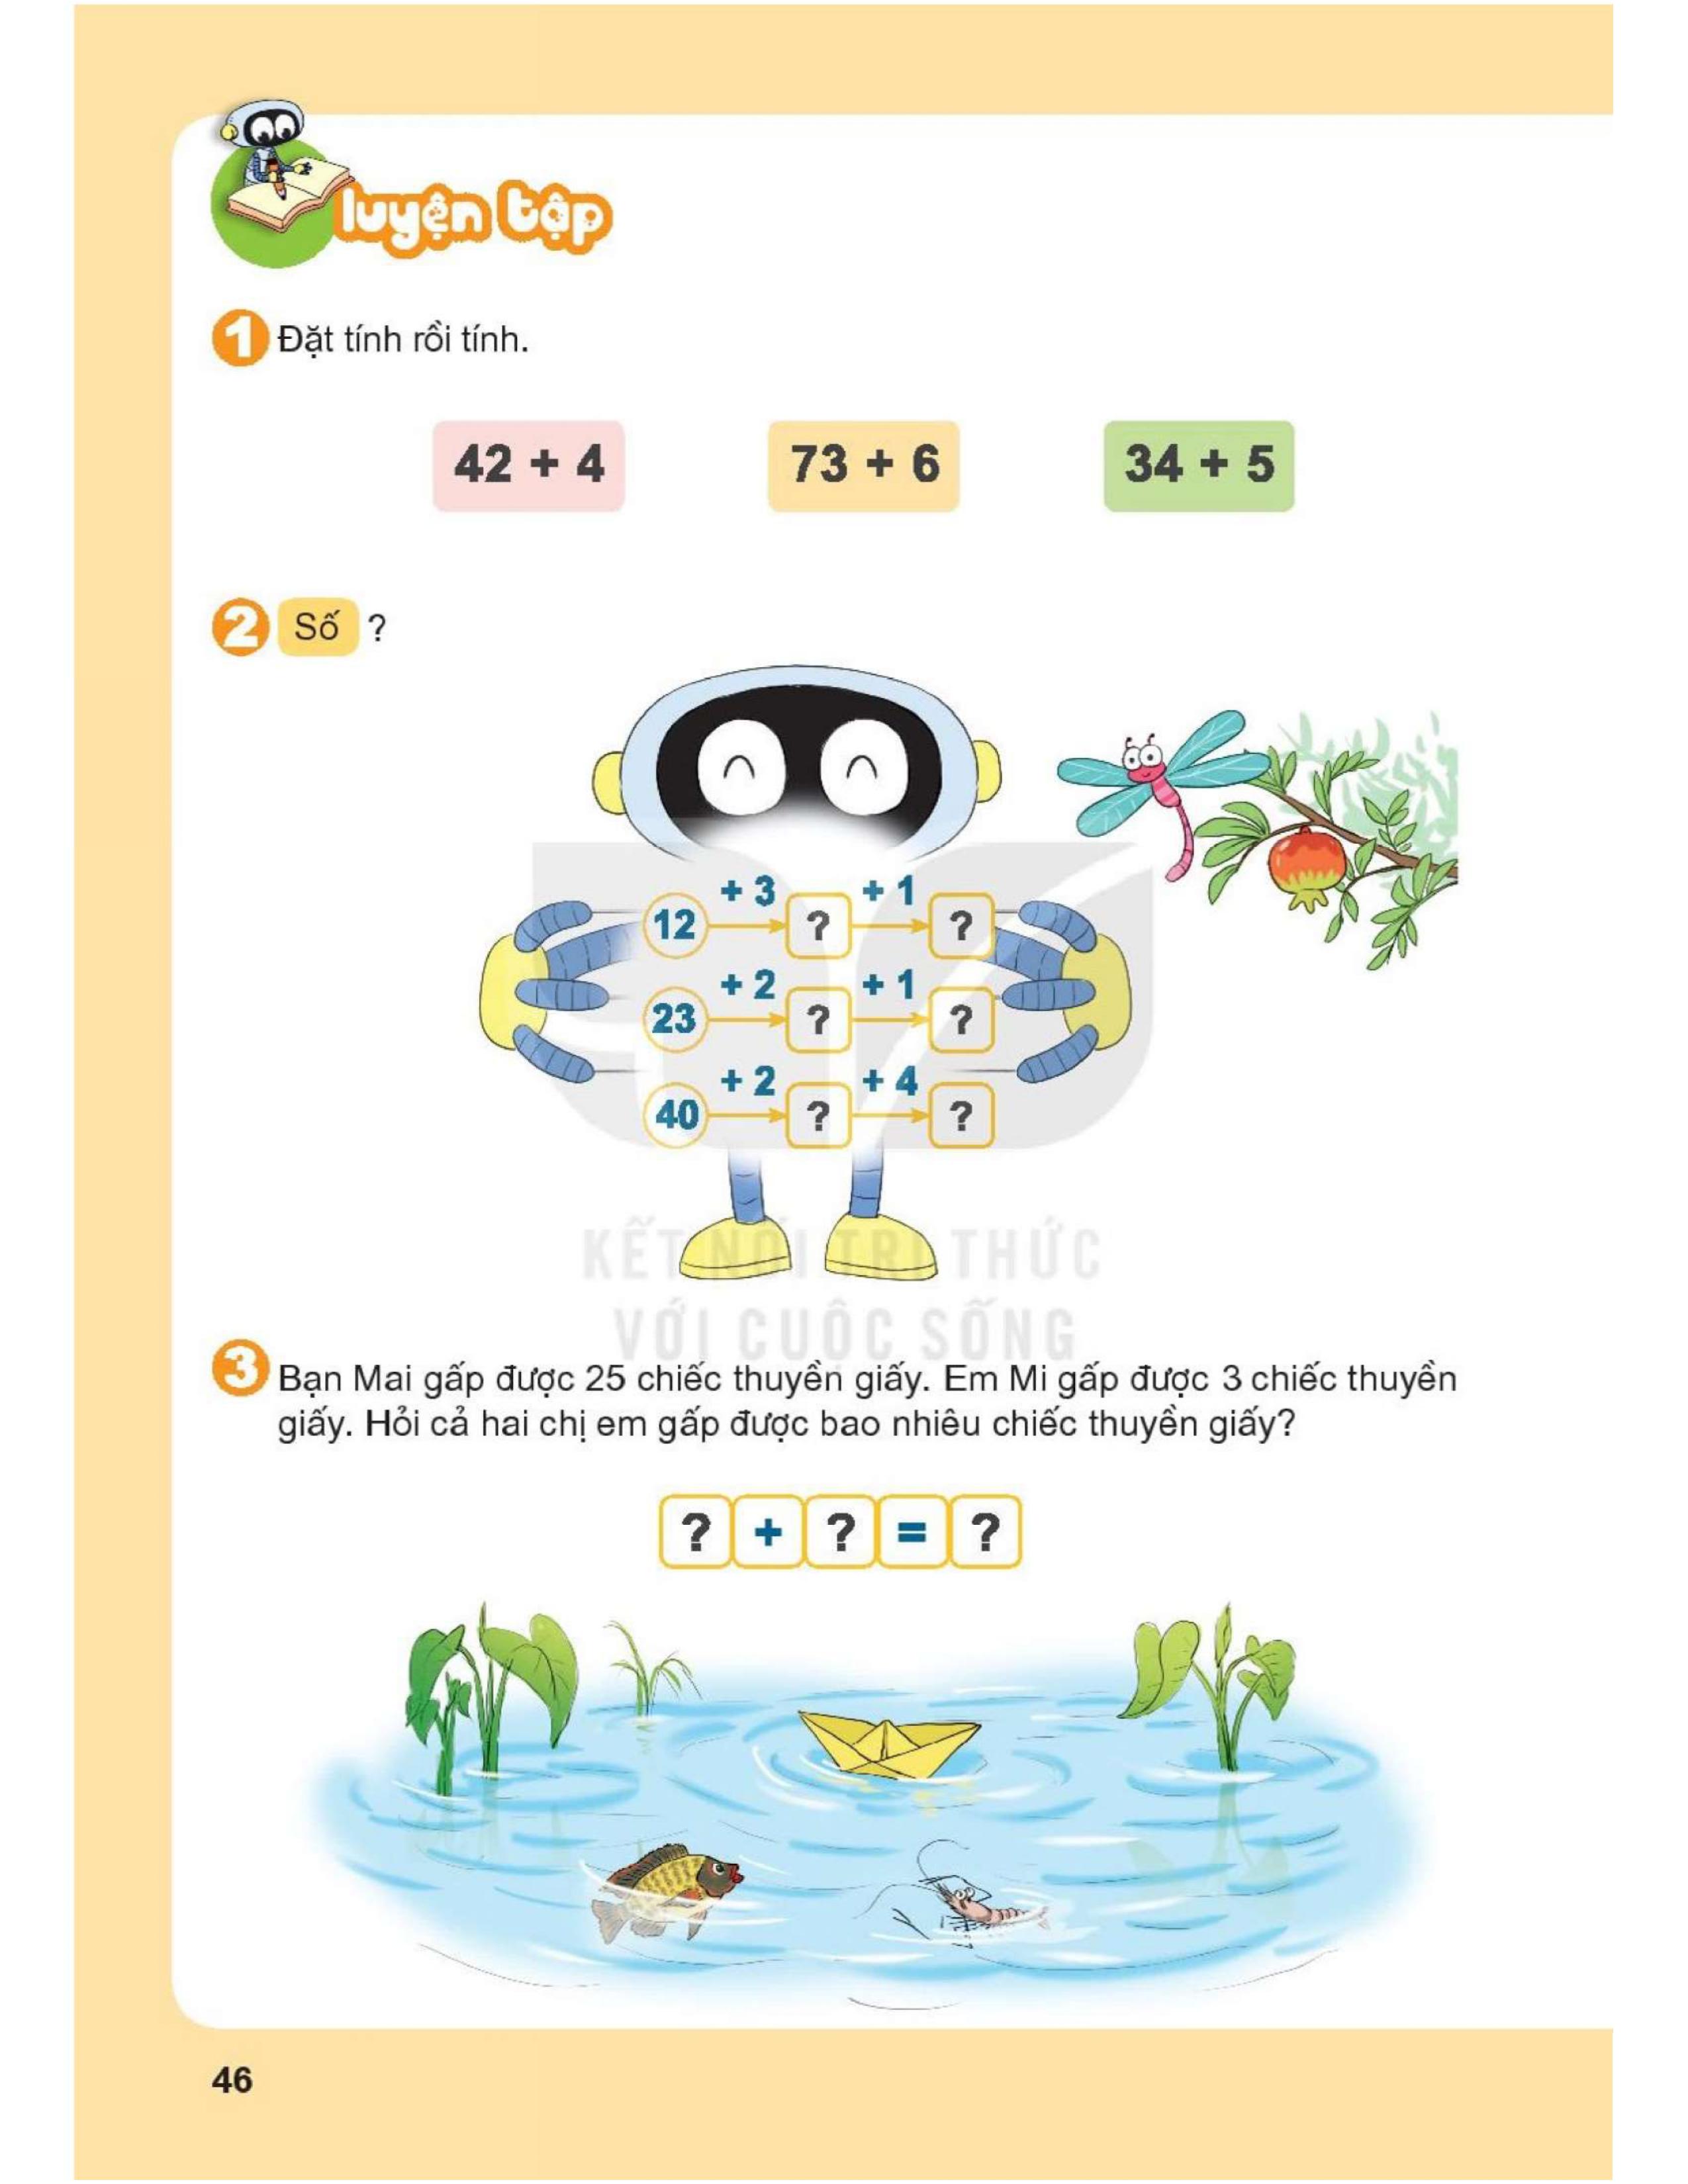 luyện tập
1 Đặt tính rồi tính.
42 + 4 73 + 6 34 + 5
2 Số ?
+ 3 + 1
12 ? ?
+ 2 + 1
23 ? ?
+ 2 + 4
40 ? ?
KẾT NỐI TRI THỨC
VỚI CUỘC SỐNG
3 Bạn Mai gấp được 25 chiếc thuyền giấy. Em Mi gấp được 3 chiếc thuyền
giấy. Hỏi cả hai chị em gấp được bao nhiêu chiếc thuyền giấy?
? + ? = ?
46